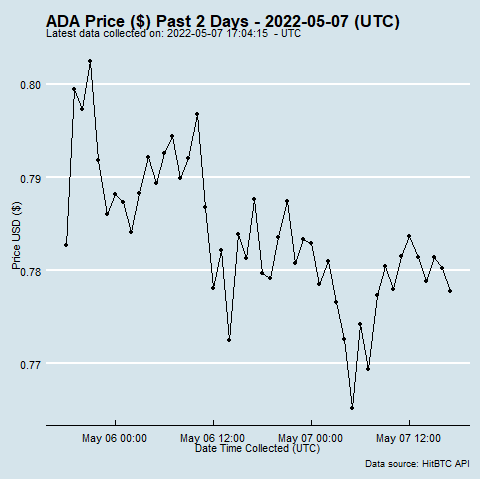 ADA Price ($) Past 2 Days - 2022-05-07 (UTC)
Latest data collected on: 2022-05-07 17:04:15 - UTC
0.80
0.79
0.78
0.77
Price USD ($)
May 06 00:00 May 06 12:00 May 07 00:00 May 07 12:00
Date Time Collected (UTC)
Data source: HitBTC API